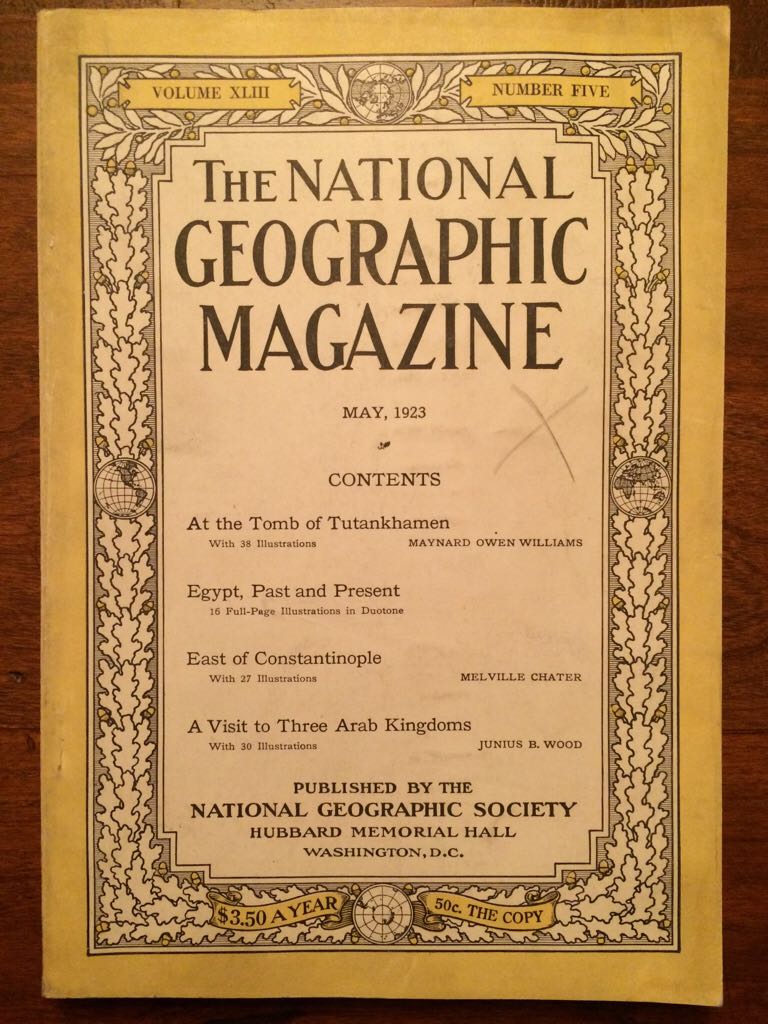 VOLUME XLIII
NUMBER FIVE
THE NATIONAL
GEOGRAPHIC
MAGAZINE
MAY, 1923
CONTENTS
At the Tomb of Tutankhamen
With 38 Illustrations MAYNARD OWEN WILLIAMS
Egypt, Past and Present
16 Full-Page Illustrations in Duotone
East of Constantinople
With 27 Illustrations MELVILLE CHATER
A Visit to Three Arab Kingdoms
With 30 Illustrations JUNIUS B. WOOD
PUBLISHED BY THE
NATIONAL GEOGRAPHIC SOCIETY
HUBBARD MEMORIAL HALL
WASHINGTON, D.C.
$3.50 A YEAR
50c. THE COPY